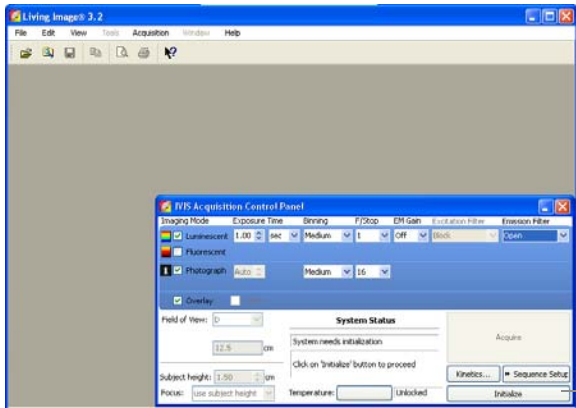 Living Image® 3.2
File Edit View Tools Acquisition Window Help
IVIS Acquisition Control Panel
Imaging Mode Exposure Time Binning F/Stop EM Gain Excitation Filter Emission Filter
Luminescent 1.00 sec Medium 1 Off Block Open
Fluorescent
Photograph Auto Medium 16
Overlay
Field of View: D System Status
12.5 cm System needs initialization Acquire
Click on 'Initialize' button to proceed
Subject height: 1.50 cm Kinetics... Sequence Setup
Focus: use subject height Temperature: Unlocked Initialize